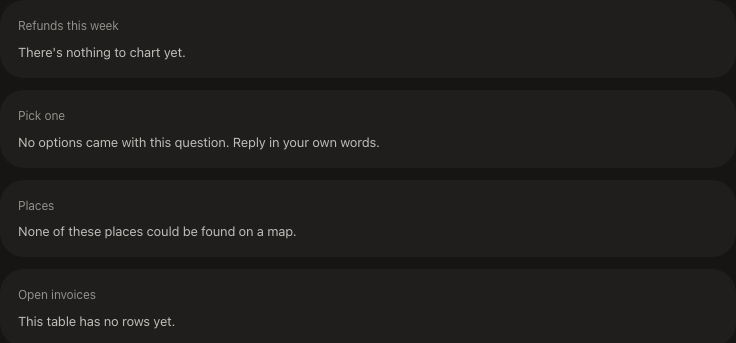 Refunds this week
There's nothing to chart yet.
Pick one
No options came with this question. Reply in your own words.
Places
None of these places could be found on a map.
Open invoices
This table has no rows yet.